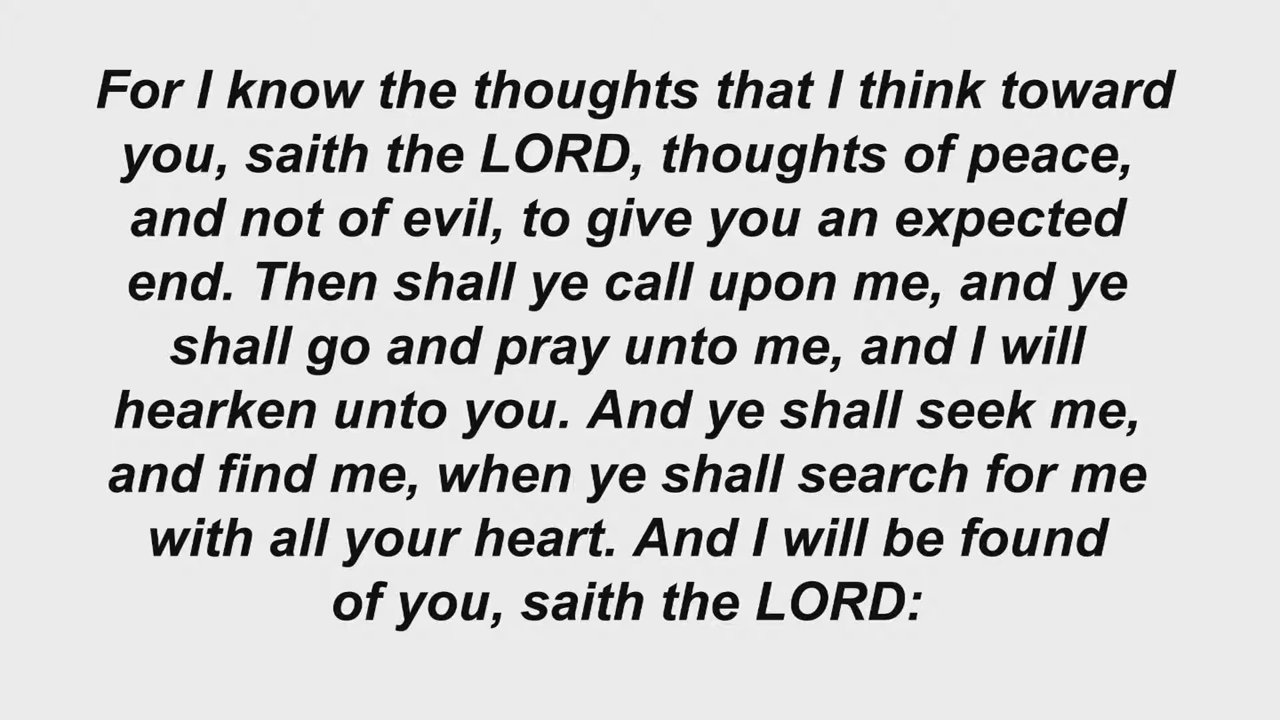 For I know the thoughts that I think toward
you, saith the LORD, thoughts of peace,
and not of evil, to give you an expected
end. Then shall ye call upon me, and ye
shall go and pray unto me, and I will
hearken unto you. And ye shall seek me,
and find me, when ye shall search for me
with all your heart. And I will be found
of you, saith the LORD: